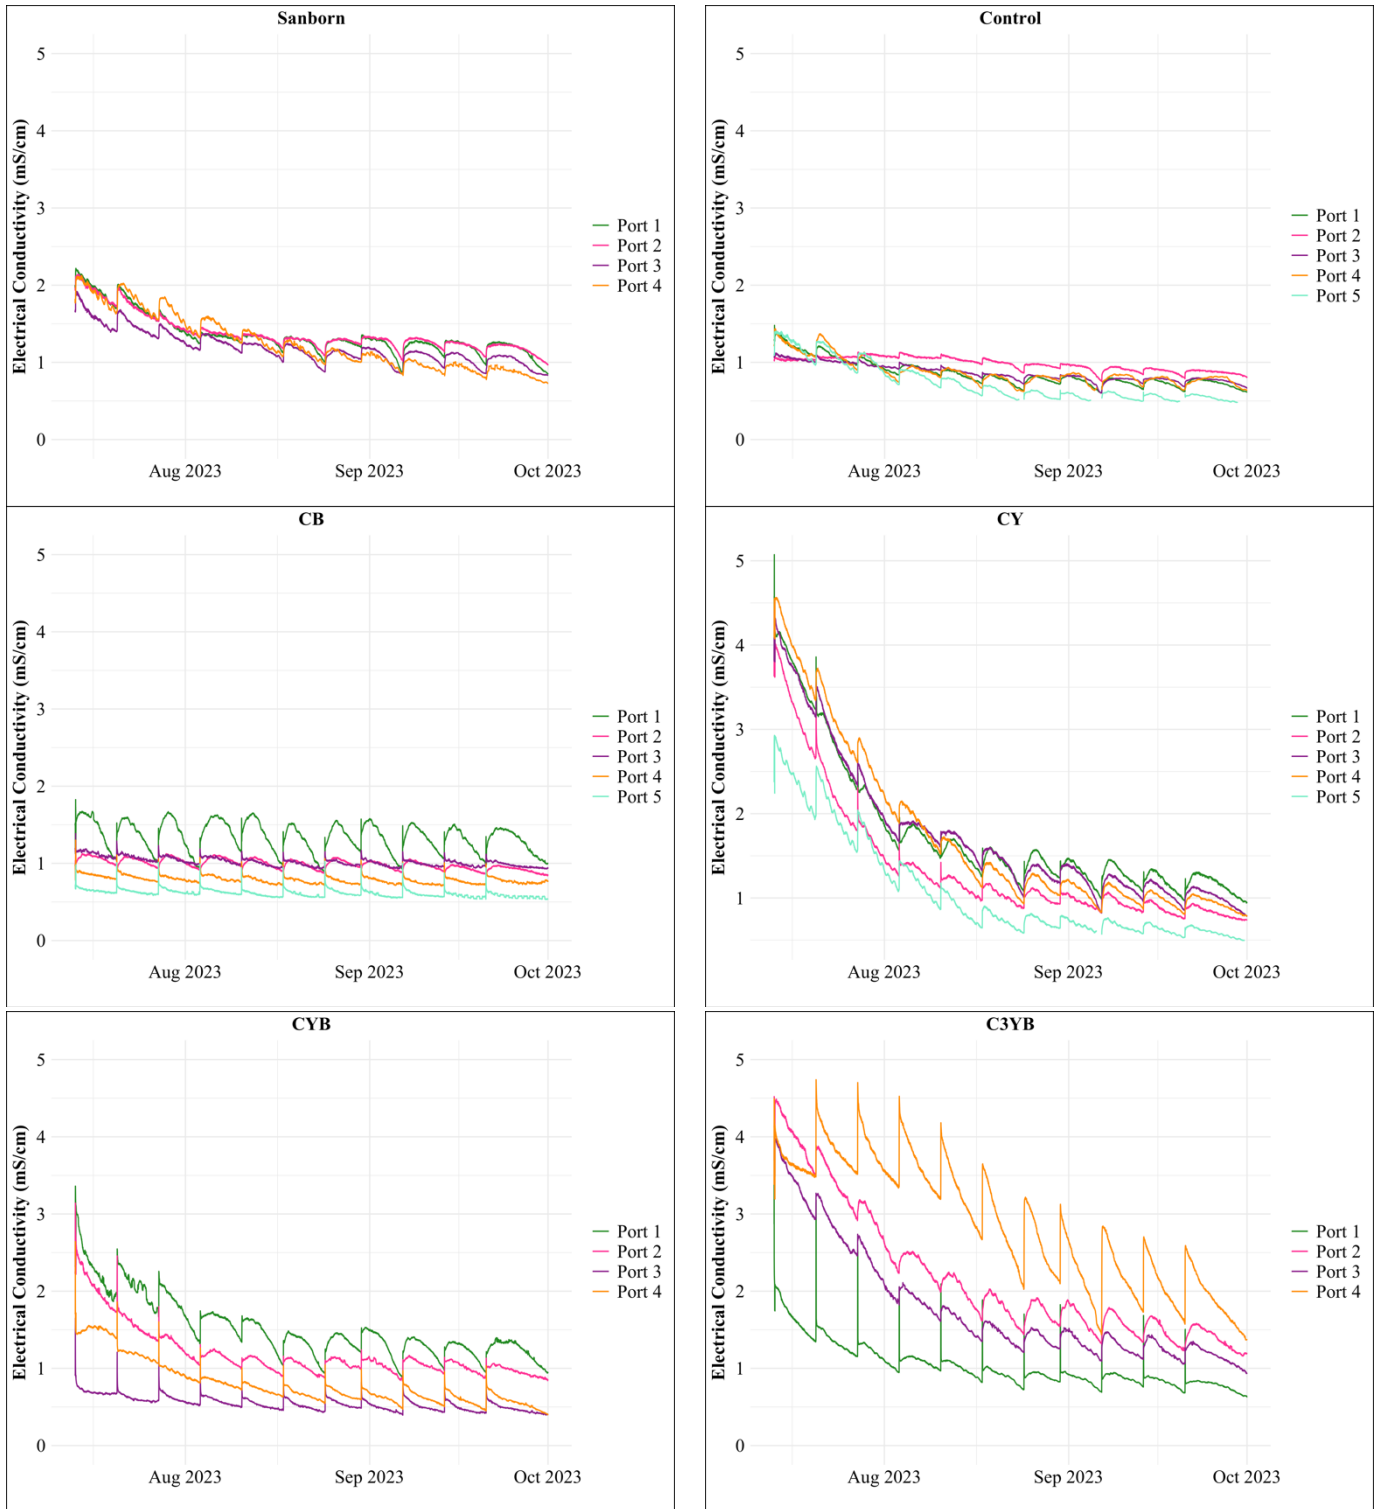 Sanborn
Electrical Conductivity (mS/cm)
5
4
3
2
1
0
Aug 2023 Sep 2023 Oct 2023
Port 1
Port 2
Port 3
Port 4
Control
Electrical Conductivity (mS/cm)
5
4
3
2
1
0
Aug 2023 Sep 2023 Oct 2023
Port 1
Port 2
Port 3
Port 4
Port 5
CB
Electrical Conductivity (mS/cm)
5
4
3
2
1
0
Aug 2023 Sep 2023 Oct 2023
Port 1
Port 2
Port 3
Port 4
Port 5
CY
Electrical Conductivity (mS/cm)
5
4
3
2
1
Aug 2023 Sep 2023 Oct 2023
Port 1
Port 2
Port 3
Port 4
Port 5
CYB
Electrical Conductivity (mS/cm)
5
4
3
2
1
0
Aug 2023 Sep 2023 Oct 2023
Port 1
Port 2
Port 3
Port 4
C3YB
Electrical Conductivity (mS/cm)
5
4
3
2
1
0
Aug 2023 Sep 2023 Oct 2023
Port 1
Port 2
Port 3
Port 4